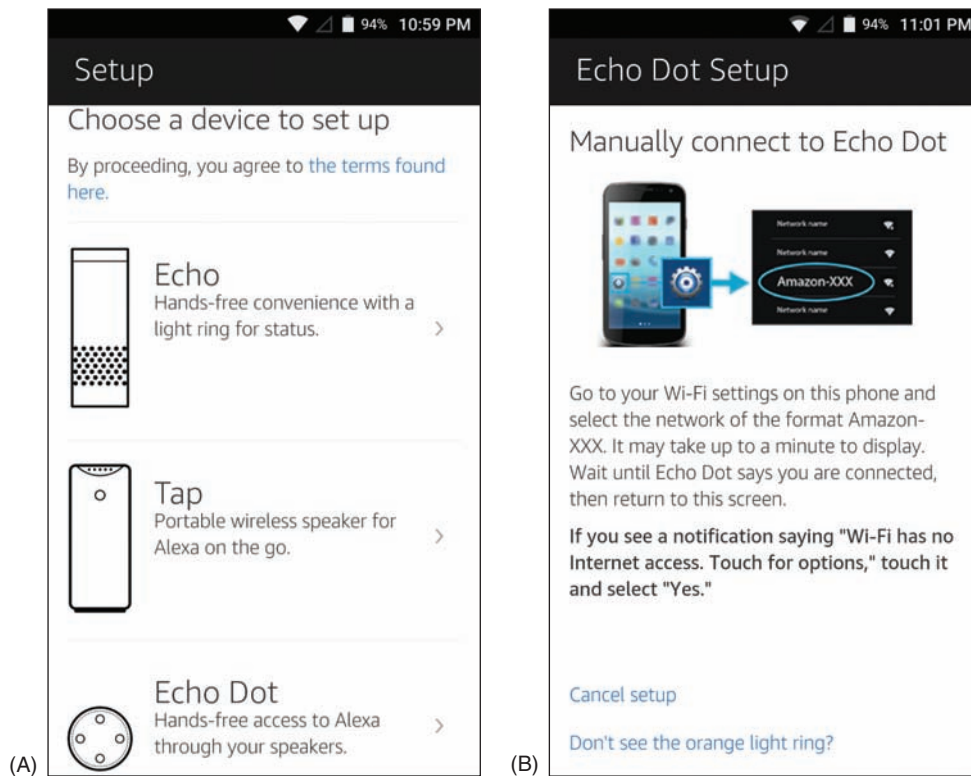 94% 10:59 PM
Setup
Choose a device to set up
By proceeding, you agree to the terms found
here.
Echo
Hands-free convenience with a
light ring for status.
>
Tap
Portable wireless speaker for
Alexa on the go.
>
Echo Dot
Hands-free access to Alexa
through your speakers.
>
(A)
94% 11:01 PM
Echo Dot Setup
Manually connect to Echo Dot
Network name
Network name
Amazon-XXX
Network name
Go to your Wi-Fi settings on this phone and
select the network of the format Amazon-
XXX. It may take up to a minute to display.
Wait until Echo Dot says you are connected,
then return to this screen.
If you see a notification saying "Wi-Fi has no
Internet access. Touch for options," touch it
and select "Yes."
Cancel setup
Don't see the orange light ring?
(B)